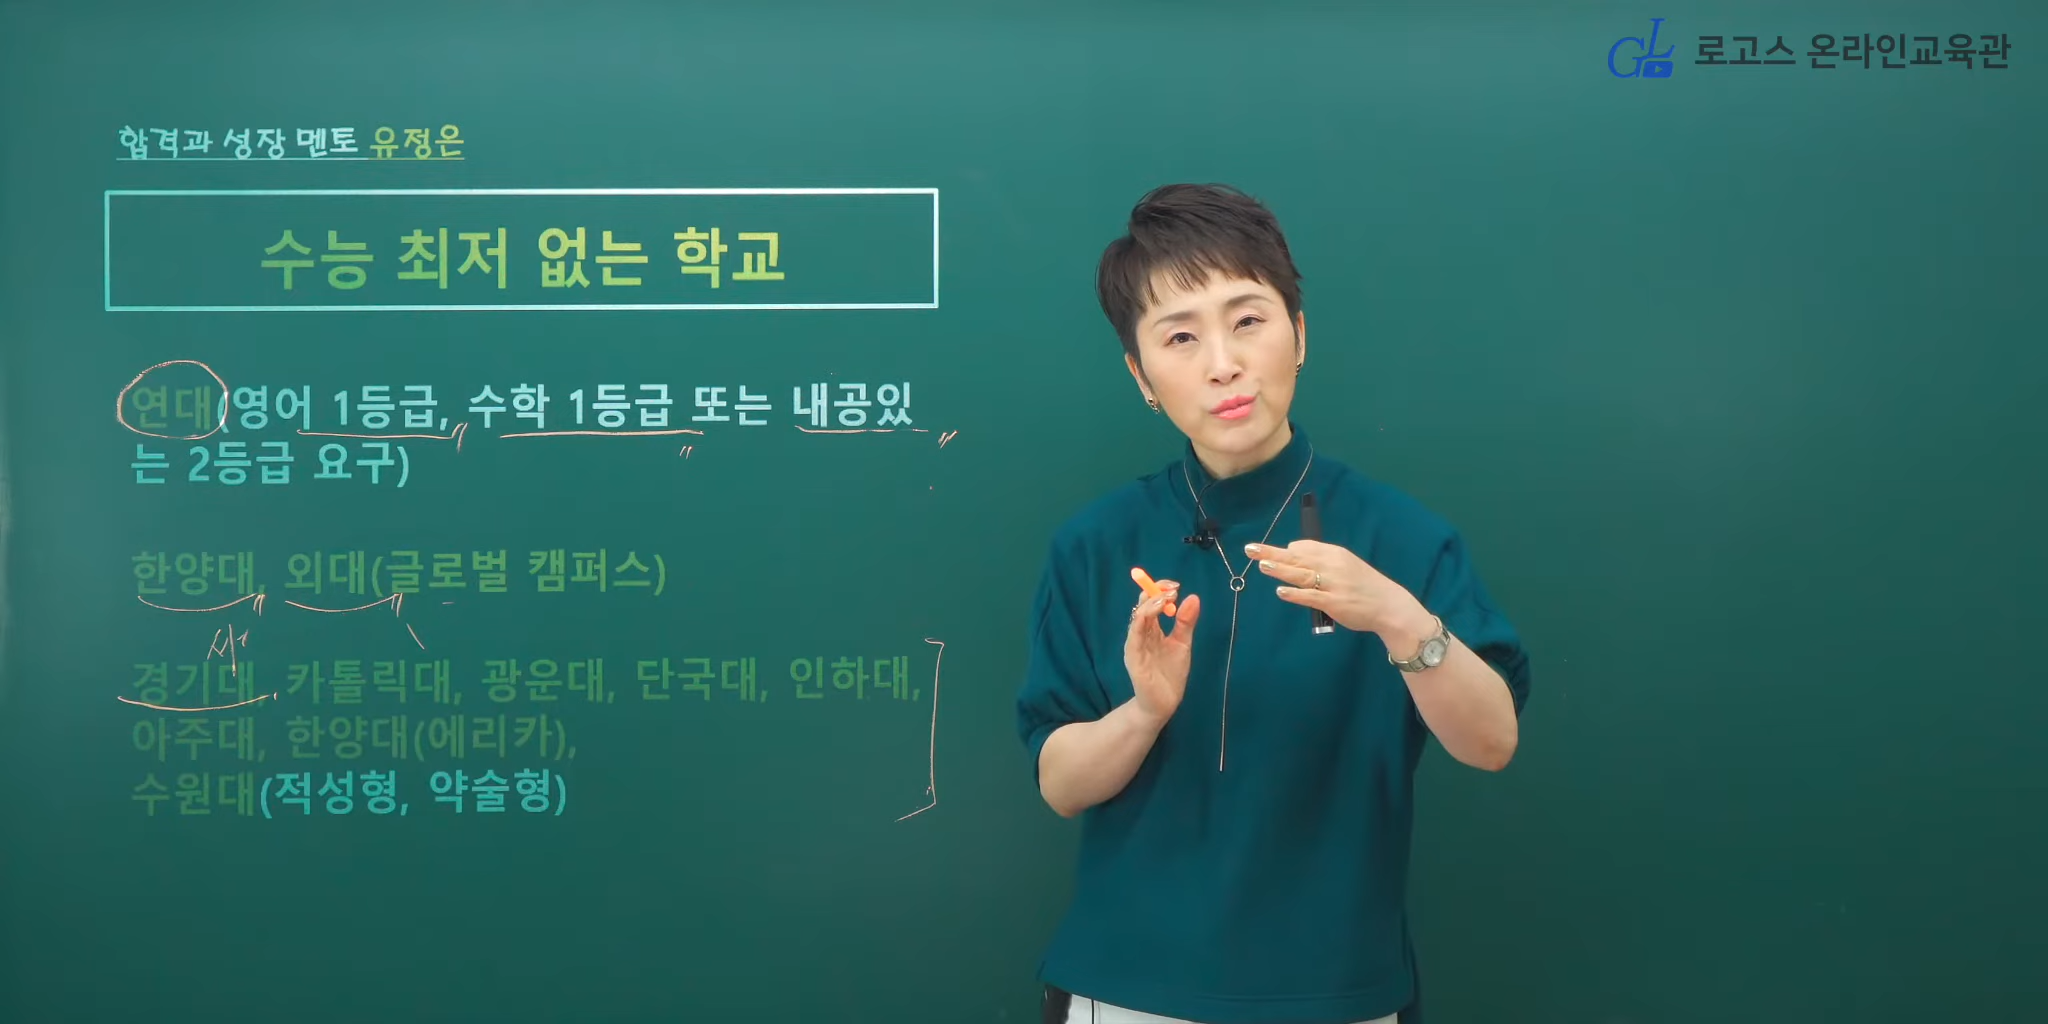 로고스 온라인교육관
합격과 성장 멘토 유정은
수능 최저 없는 학교
연대(영어 1등급, 수학 1등급 또는 내공있
는 2등급 요구)
한양대, 외대(글로벌 캠퍼스)
경기대, 카톨릭대, 광운대, 단국대, 인하대,
아주대, 한양대(에리카),
수원대(적성형, 약술형)